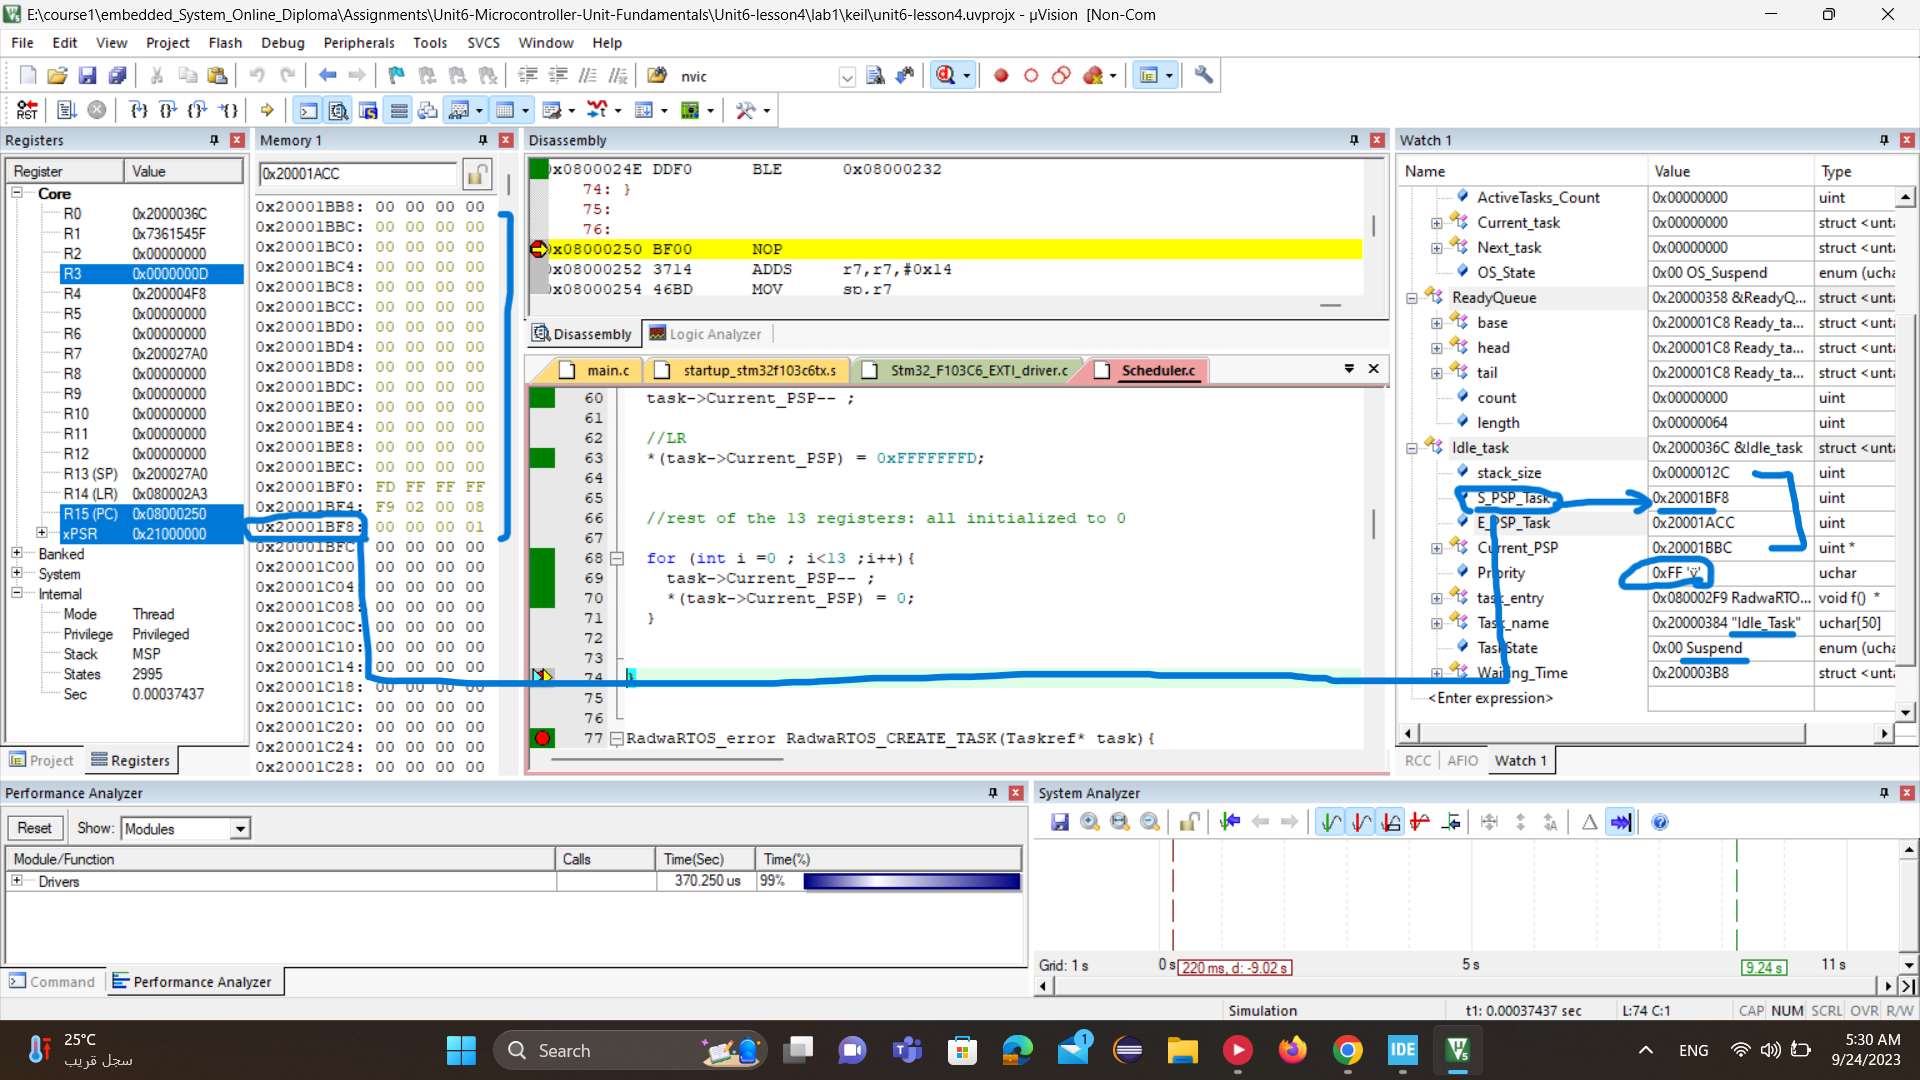 E:\course1\embedded_System_Online_Diploma\Assignments\Unit6-Microcontroller-Unit-Fundamentals\Unit6-lesson4\lab1\keil\unit6-lesson4.uvprojx - µVision  [Non-Com
File Edit View Project Flash Debug Peripherals Tools SVCS Window Help
nvic
RST
Registers
Register Value
Core
R0 0x2000036C
R1 0x7361545F
R2 0x00000000
R3 0x0000000D
R4 0x200004F8
R5 0x00000000
R6 0x00000000
R7 0x200027A0
R8 0x00000000
R9 0x00000000
R10 0x00000000
R11 0x00000000
R12 0x00000000
R13 (SP) 0x200027A0
R14 (LR) 0x080002A3
R15 (PC) 0x08000250
xPSR 0x21000000
Banked
System
Internal
Mode Thread
Privilege Privileged
Stack MSP
States 2995
Sec 0.00037437
Project Registers
Memory 1
0x20001ACC
0x20001BB8: 00 00 00 00
0x20001BBC: 00 00 00 00
0x20001BC0: 00 00 00 00
0x20001BC4: 00 00 00 00
0x20001BC8: 00 00 00 00
0x20001BCC: 00 00 00 00
0x20001BD0: 00 00 00 00
0x20001BD4: 00 00 00 00
0x20001BD8: 00 00 00 00
0x20001BDC: 00 00 00 00
0x20001BE0: 00 00 00 00
0x20001BE4: 00 00 00 00
0x20001BE8: 00 00 00 00
0x20001BEC: 00 00 00 00
0x20001BF0: FD FF FF FF
0x20001BF4: F9 02 00 08
0x20001BF8: 00 00 00 01
0x20001BFC: 00 00 00 00
0x20001C00: 00 00 00 00
0x20001C04: 00 00 00 00
0x20001C08: 00 00 00 00
0x20001C0C: 00 00 00 00
0x20001C10: 00 00 00 00
0x20001C14: 00 00 00 00
0x20001C18: 00 00 00 00
0x20001C1C: 00 00 00 00
0x20001C20: 00 00 00 00
0x20001C24: 00 00 00 00
0x20001C28: 00 00 00 00
Disassembly
0x0800024E DDF0 BLE 0x08000232
74: }
75:
76:
0x08000250 BF00 NOP
0x08000252 3714 ADDS r7,r7,#0x14
0x08000254 46BD MOV sp,r7
Disassembly Logic Analyzer
main.c startup_stm32f103c6tx.s Stm32_F103C6_EXTI_driver.c Scheduler.c
60 task->Current_PSP-- ;
61
62 //LR
63 *(task->Current_PSP) = 0xFFFFFFFD;
64
65
66 //rest of the 13 registers: all initialized to 0
67
68 for (int i =0 ; i<13 ;i++){
69 task->Current_PSP-- ;
70 *(task->Current_PSP) = 0;
71 }
72
73
74 }
75
76
77 RadwaRTOS_error RadwaRTOS_CREATE_TASK(Taskref* task){
Watch 1
Name Value Type
ActiveTasks_Count 0x00000000 uint
Current_task 0x00000000 struct <unta
Next_task 0x00000000 struct <unta
OS_State 0x00 OS_Suspend enum (ucha
ReadyQueue 0x20000358 &ReadyQ... struct <unta
base 0x200001C8 Ready_ta... struct <unta
head 0x200001C8 Ready_ta... struct <unta
tail 0x200001C8 Ready_ta... struct <unta
count 0x00000000 uint
length 0x00000064 uint
Idle_task 0x2000036C &Idle_task struct <unta
stack_size 0x0000012C uint
S_PSP_Task 0x20001BF8 uint
E_PSP_Task 0x20001ACC uint
Current_PSP 0x20001BBC uint *
Priority 0xFF 'ÿ' uchar
task_entry 0x080002F9 RadwaRTO... void f() *
Task_name 0x20000384 "Idle_Task" uchar[50]
TaskState 0x00 Suspend enum (ucha
Waiting_Time 0x200003B8 struct <unta
<Enter expression>
RCC AFIO Watch 1
Performance Analyzer
Reset Show: Modules
Module/Function Calls Time(Sec) Time(%)
Drivers 370.250 us 99%
Command Performance Analyzer
System Analyzer
Grid: 1 s 0 s 220 ms, d: -9.02 s 5 s 9.24 s 11 s
Simulation t1: 0.00037437 sec L:74 C:1 CAP NUM SCRL OVR R/W
25°C
سجل قريب
Search
1
IDE
ENG
5:30 AM
9/24/2023